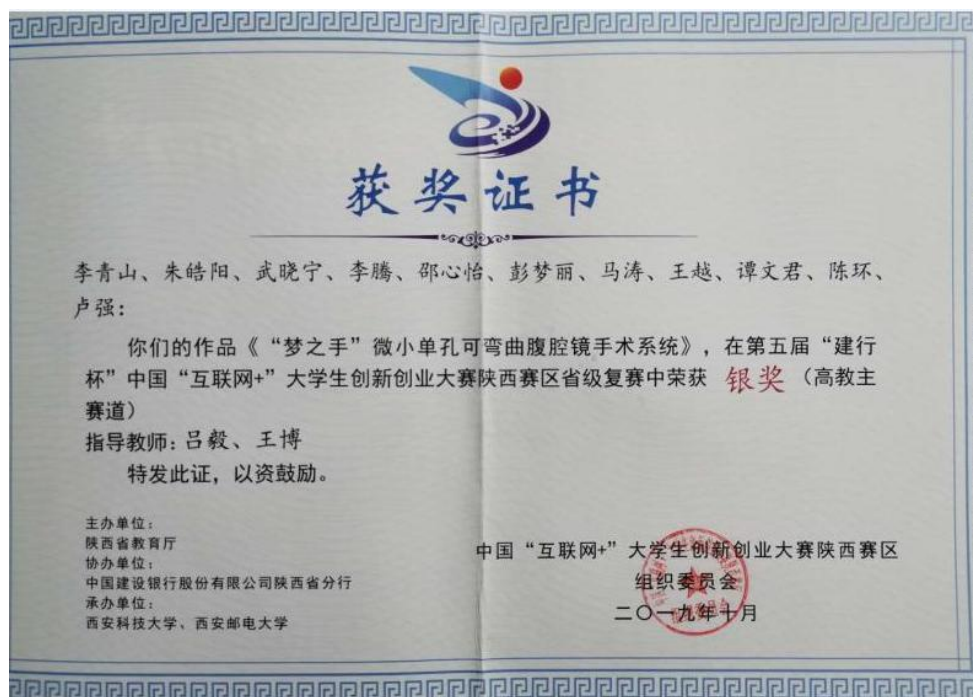 获奖证书
李青山、朱皓阳、武晓宁、李腾、邵心怡、彭梦丽、马涛、王越、谭文君、陈环、
卢强：
你们的作品《“梦之手”微小单孔可弯曲腹腔镜手术系统》，在第五届“建行
杯”中国“互联网+”大学生创新创业大赛陕西赛区省级复赛中荣获 银奖（高教主
赛道）
指导教师：吕毅、王博
特发此证，以资鼓励。
主办单位：
陕西省教育厅
协办单位：
中国建设银行股份有限公司陕西省分行
承办单位：
西安科技大学、西安邮电大学
中国“互联网+”大学生创新创业大赛陕西赛区
组织委员会
二〇一九年十月
组织委员会